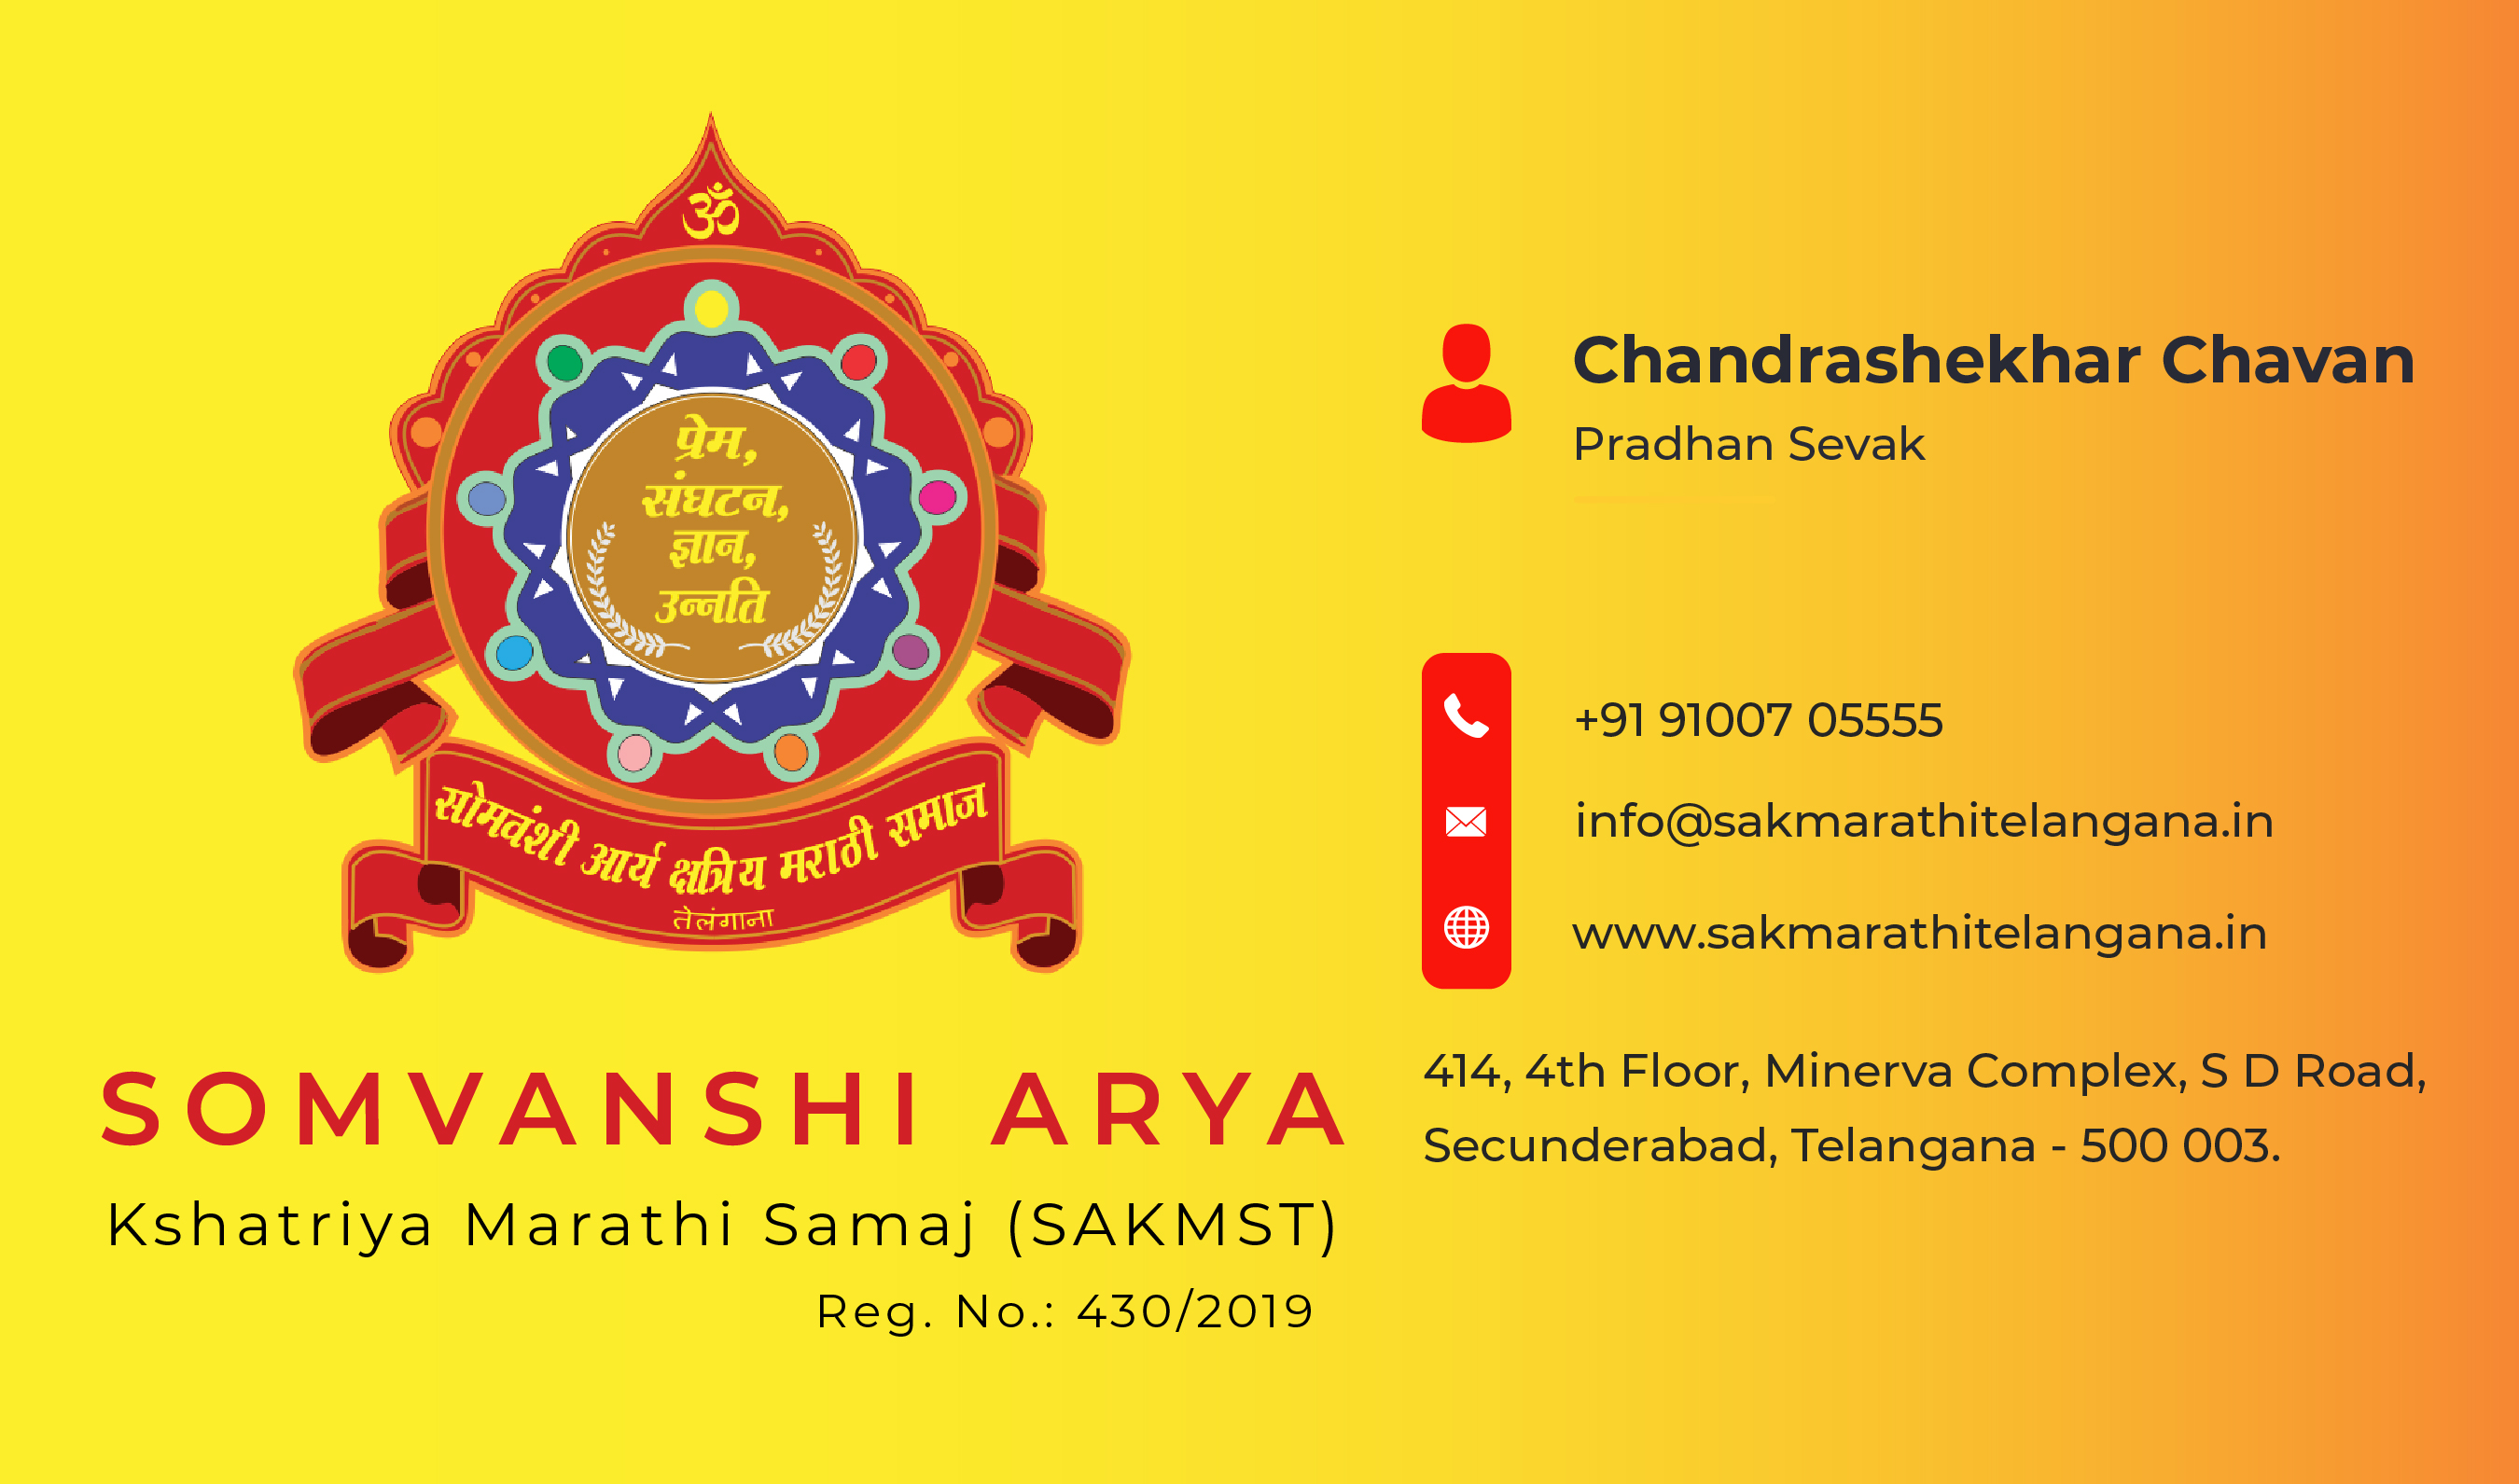 ॐ
प्रेम,
संघटन,
ज्ञान,
उन्नति
सोमवंशी आर्य क्षत्रिय मराठी समाज
तेलंगाना
SOMVANSHI ARYA
Kshatriya Marathi Samaj (SAKMST)
Reg. No.: 430/2019
Chandrashekhar Chavan
Pradhan Sevak
+91 91007 05555
info@sakmarathitelangana.in
www.sakmarathitelangana.in
414, 4th Floor, Minerva Complex, S D Road,
Secunderabad, Telangana - 500 003.